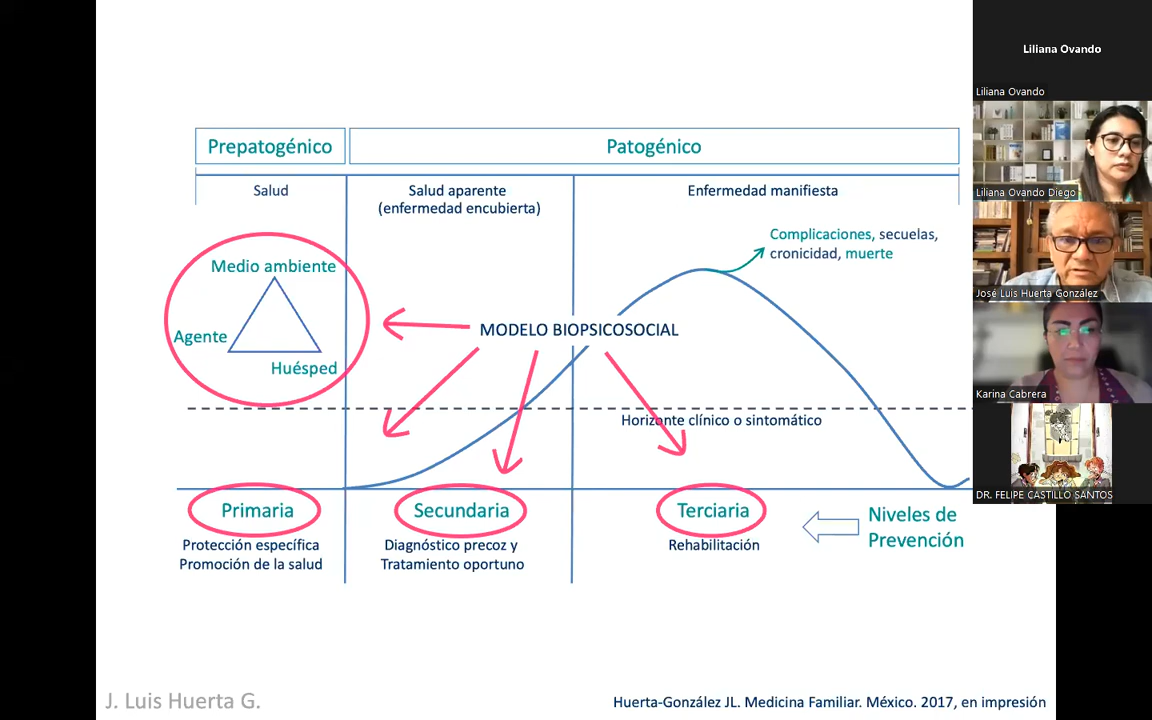 Prepatogénico
Patogénico
Salud
Salud aparente
(enfermedad encubierta)
Enfermedad manifiesta
Complicaciones, secuelas,
cronicidad, muerte
Medio ambiente
Agente
Huésped
MODELO BIOPSICOSOCIAL
Horizonte clínico o sintomático
Primaria
Secundaria
Terciaria
Niveles de
Prevención
Protección específica
Promoción de la salud
Diagnóstico precoz y
Tratamiento oportuno
Rehabilitación
J. Luis Huerta G.
Huerta-González JL. Medicina Familiar. México. 2017, en impresión
Liliana Ovando
Liliana Ovando
Liliana Ovando Diego
José Luis Huerta González
Karina Cabrera
DR. FELIPE CASTILLO SANTOS